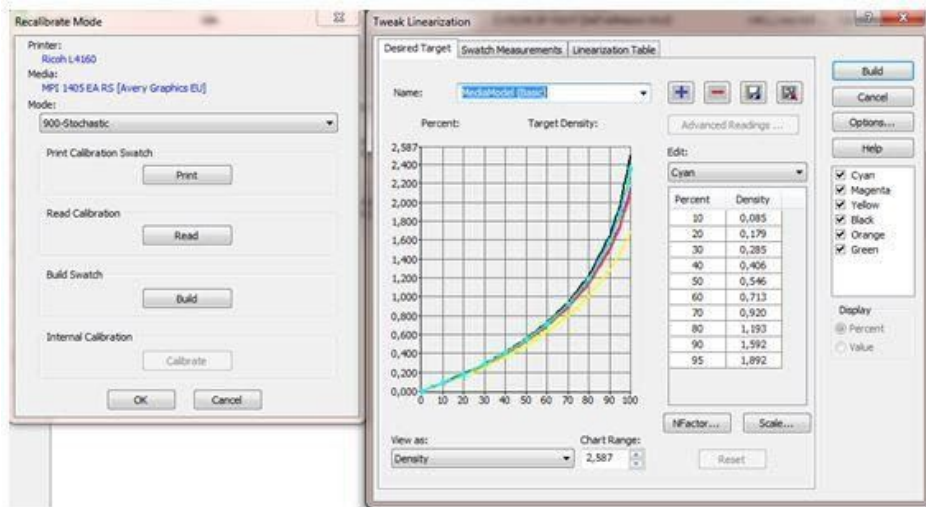 Recalibrate Mode
Printer:
Ricoh L4160
Media:
MPI 1405 EA RS [Avery Graphics EU]
Mode:
900-Stochastic
Print Calibration Swatch
Print
Read Calibration
Read
Build Swatch
Build
Internal Calibration
Calibrate
OK Cancel
Tweak Linearization
Desired Target Swatch Measurements Linearization Table
Name: MediaModel (Basic)
Percent: Target Density:
2,587
2,400
2,200
2,000
1,800
1,600
1,400
1,200
1,000
0,800
0,600
0,400
0,200
0,000
0 10 20 30 40 50 60 70 80 90 100
View as: Chart Range:
Density 2,587
Advanced Readings ...
Edit:
Cyan
Percent Density
10 0,085
20 0,179
30 0,285
40 0,406
50 0,546
60 0,713
70 0,920
80 1,193
90 1,592
95 1,892
NFactor... Scale...
Reset
Build
Cancel
Options...
Help
Cyan
Magenta
Yellow
Black
Orange
Green
Display
Percent
Value